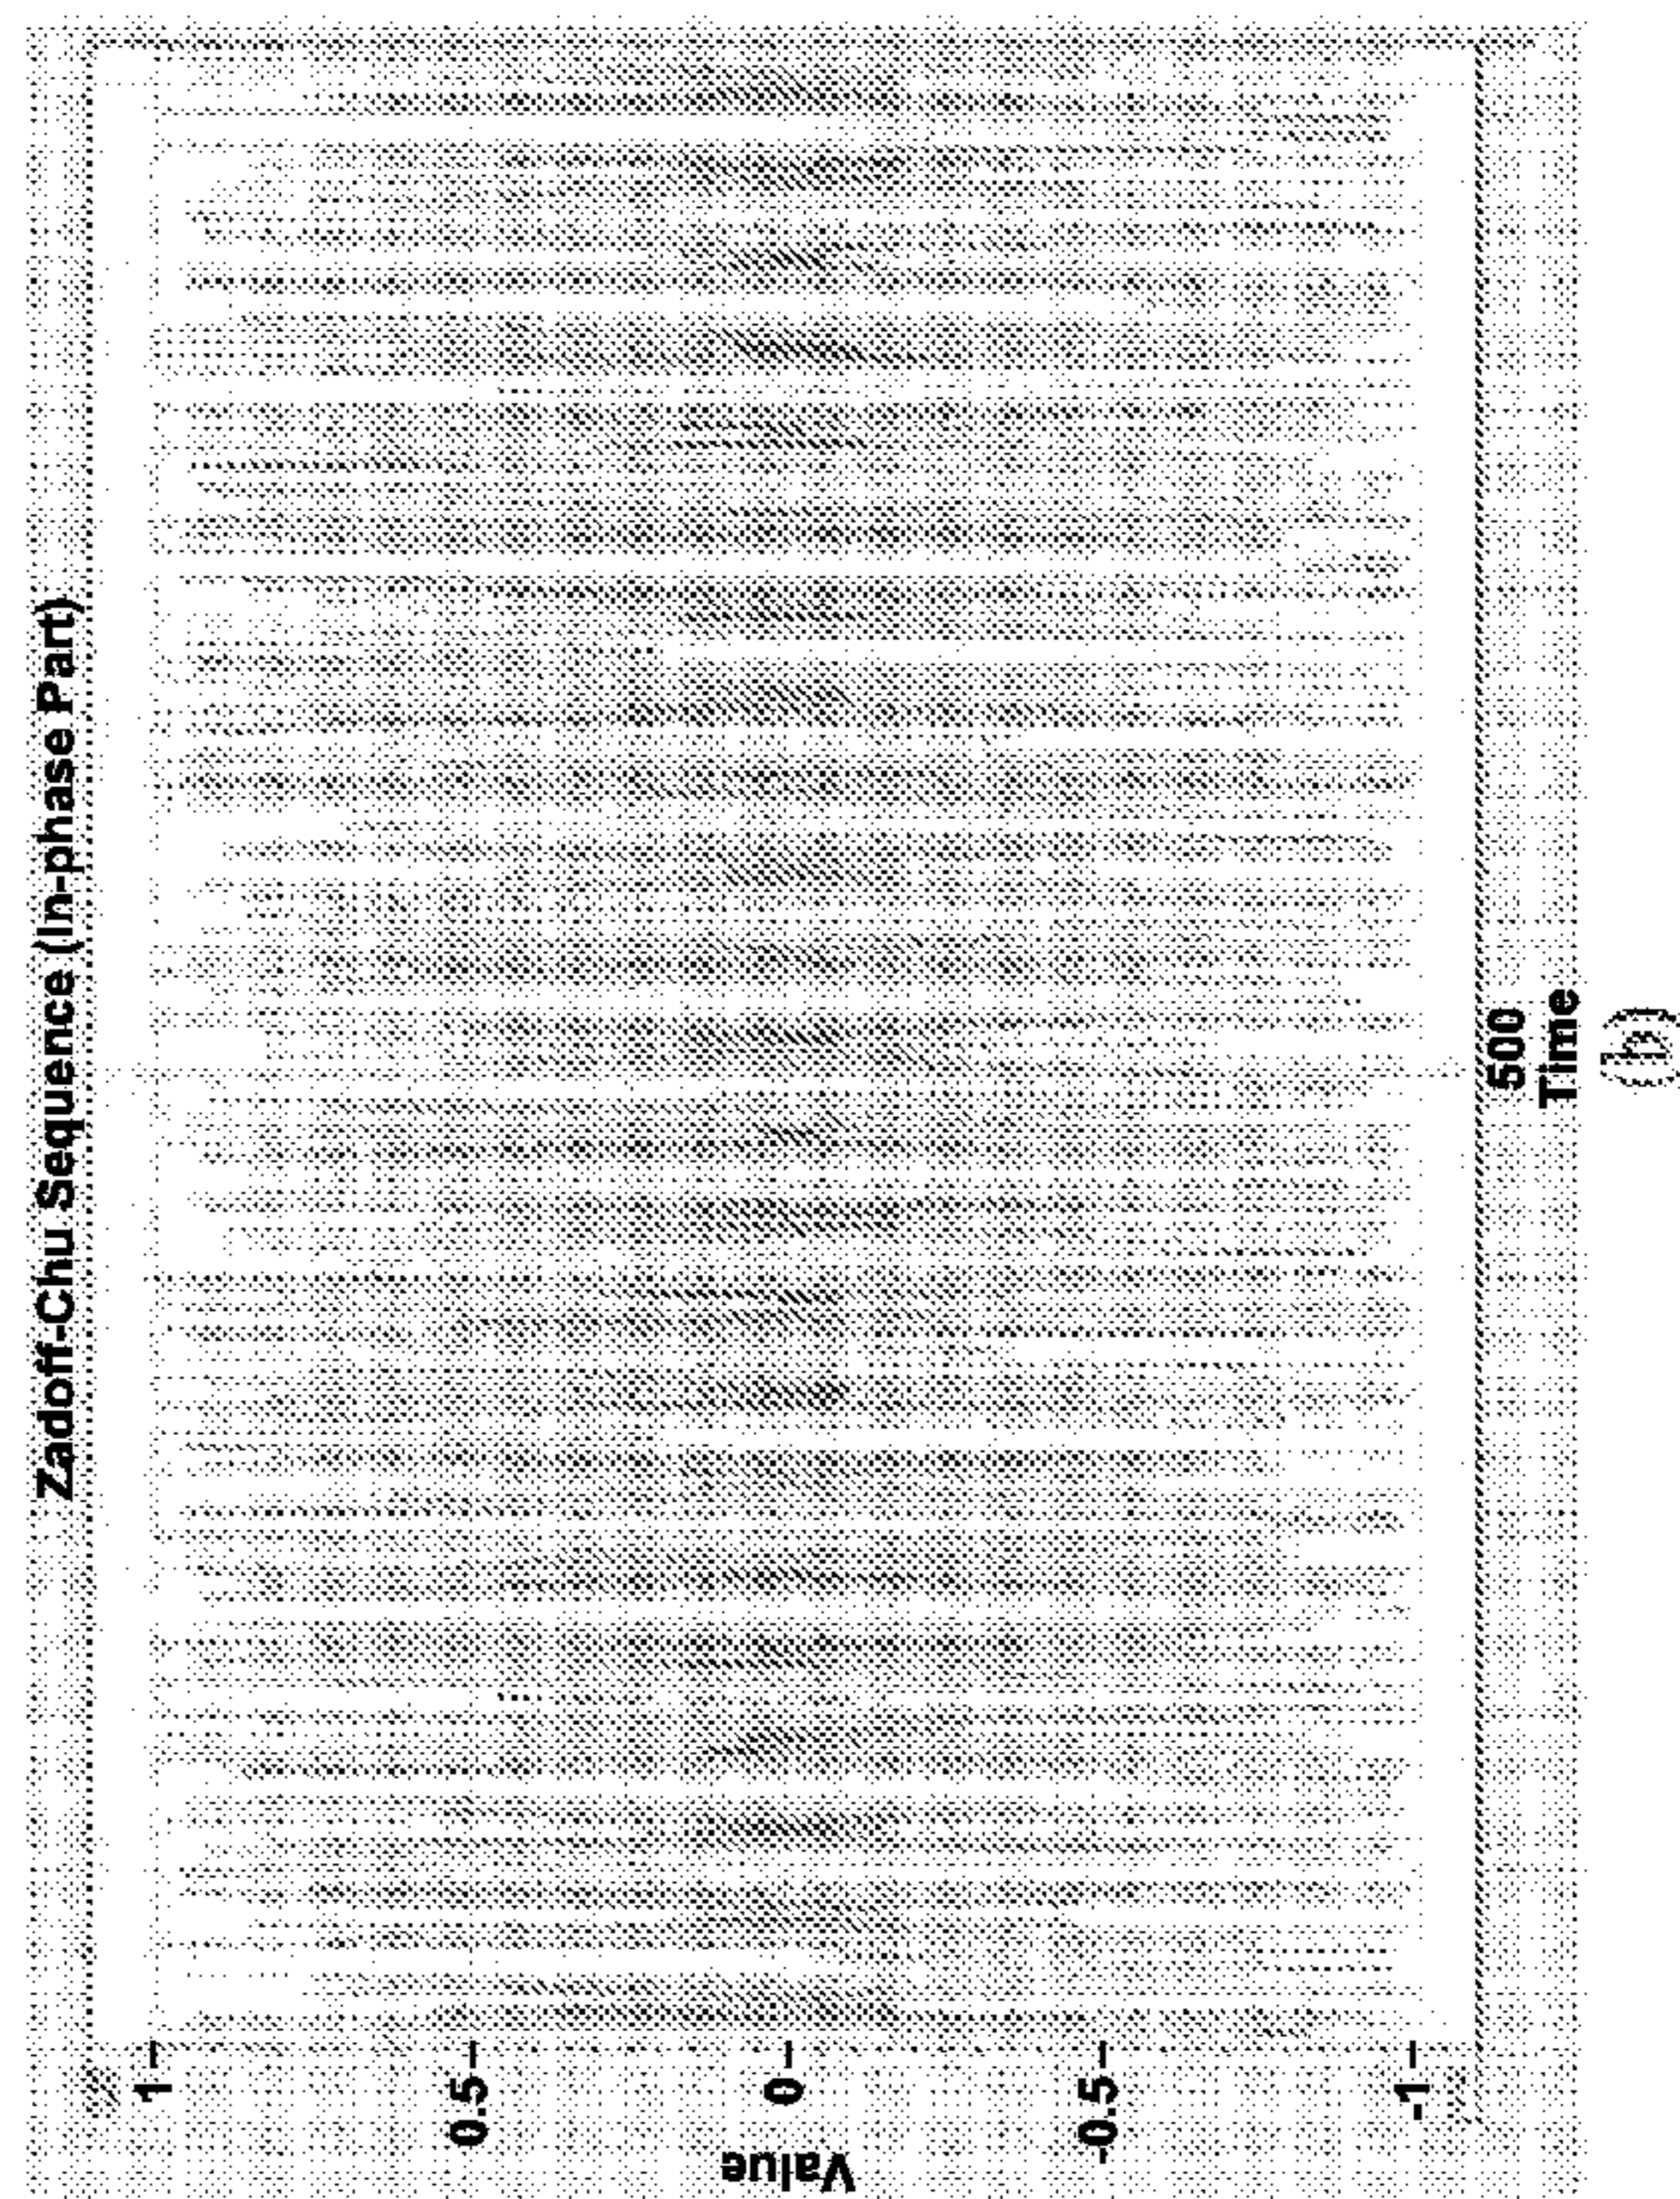 Zadoff-Chu Sequence (In-phase Part)
1
0.5
0
-0.5
-1
Value
500
Time
(b)